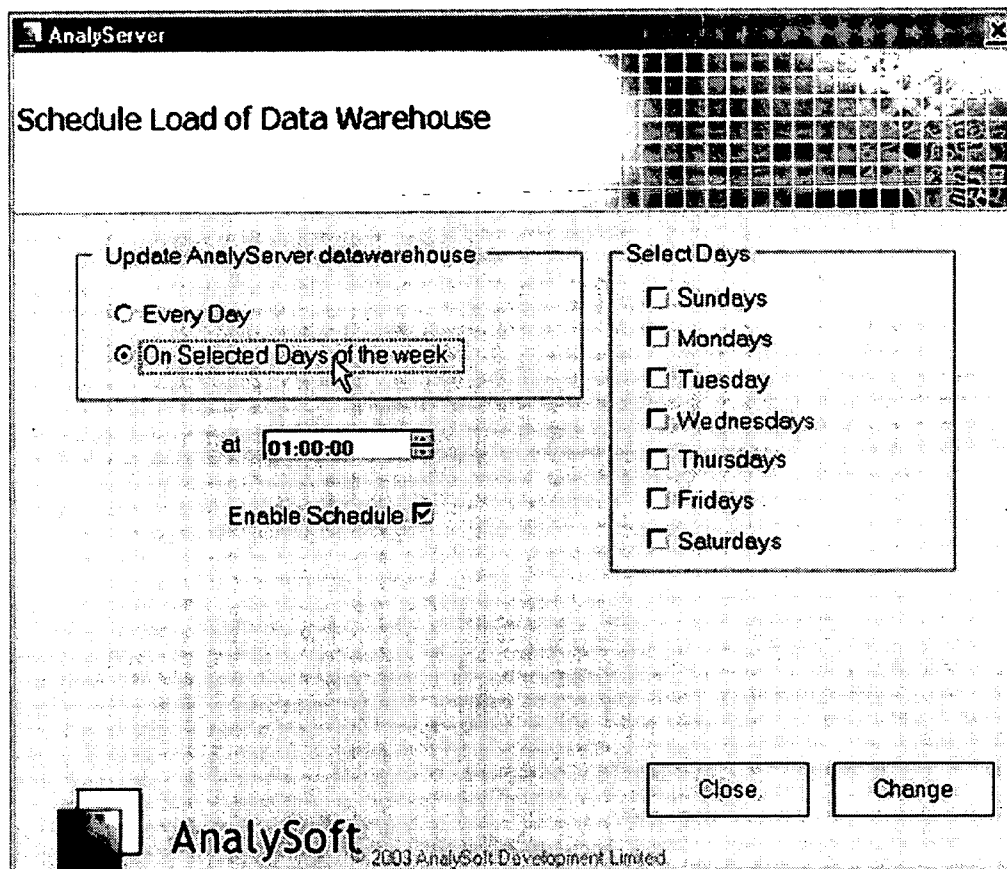 AnalyServer
Schedule Load of Data Warehouse
Update AnalyServer datawarehouse
Every Day
On Selected Days of the week
at 01:00:00
Enable Schedule
Select Days
Sundays
Mondays
Tuesday
Wednesdays
Thursdays
Fridays
Saturdays
Close
Change
AnalySoft
© 2003 AnalySoft Development Limited